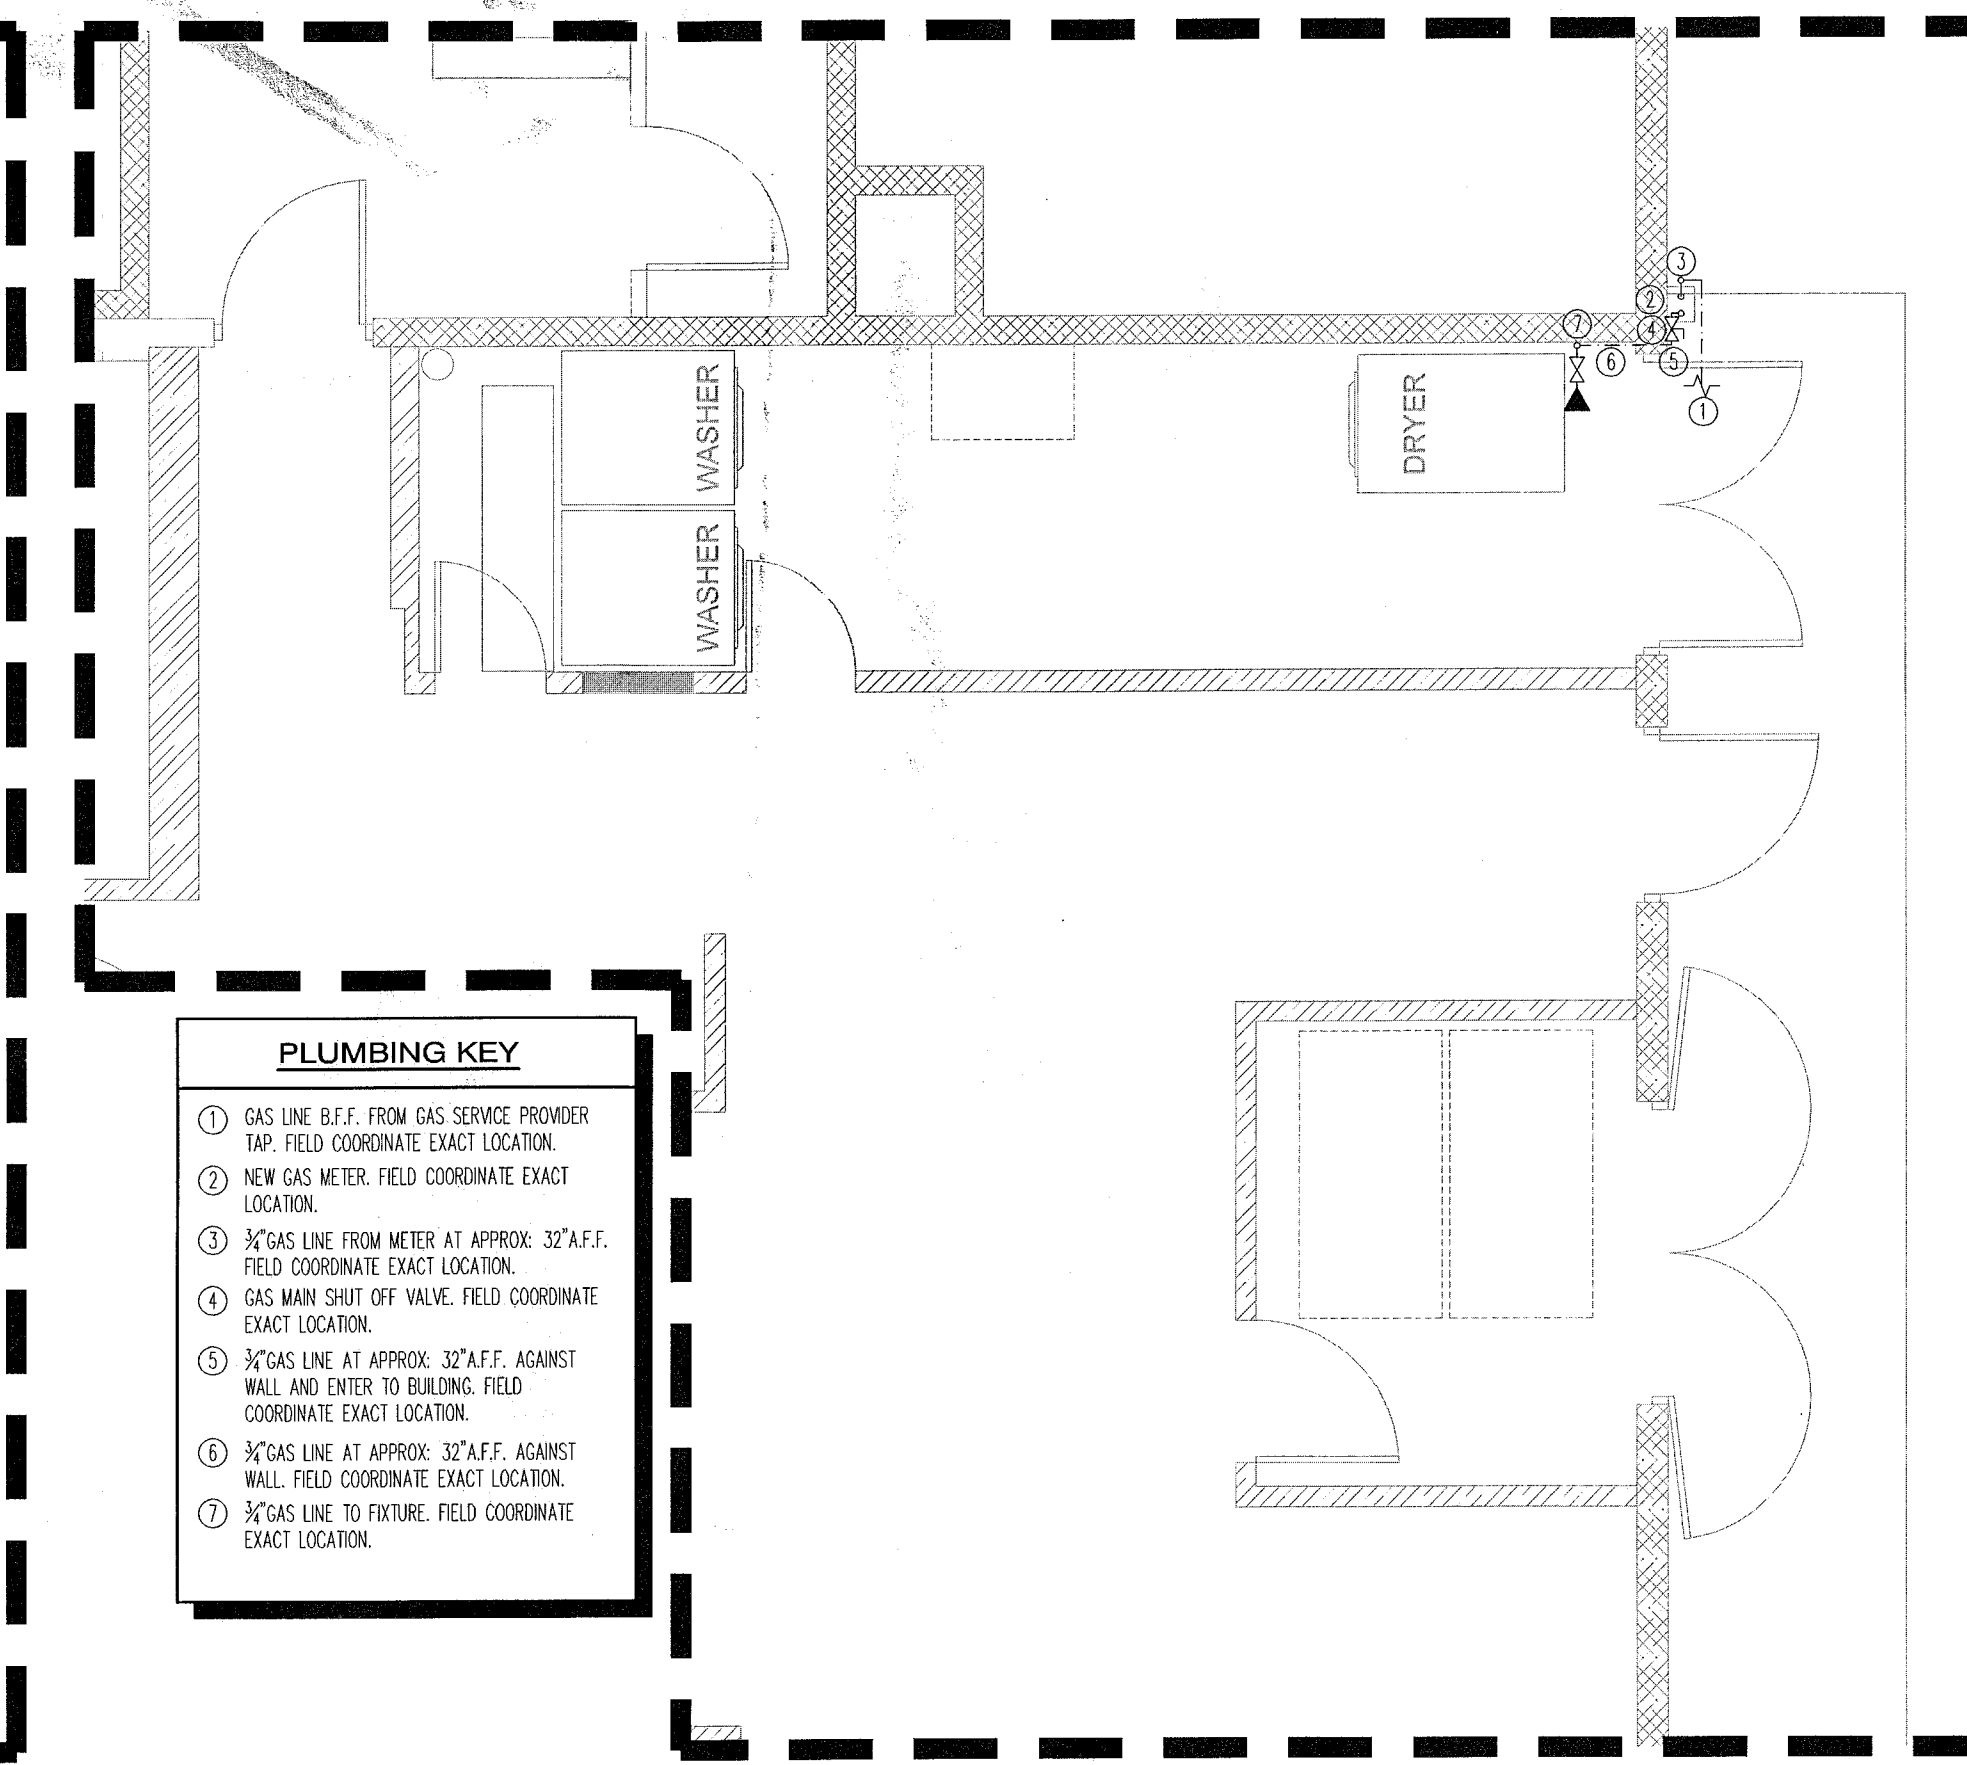 3
2
7
4
6
5
1
WASHER
DRYER
WASHER
PLUMBING KEY
1 GAS LINE B.F.F. FROM GAS SERVICE PROVIDER
TAP. FIELD COORDINATE EXACT LOCATION.
2 NEW GAS METER. FIELD COORDINATE EXACT
LOCATION.
3 ¾"GAS LINE FROM METER AT APPROX: 32"A.F.F.
FIELD COORDINATE EXACT LOCATION.
4 GAS MAIN SHUT OFF VALVE. FIELD COORDINATE
EXACT LOCATION.
5 ¾"GAS LINE AT APPROX: 32"A.F.F. AGAINST
WALL AND ENTER TO BUILDING. FIELD
COORDINATE EXACT LOCATION.
6 ¾"GAS LINE AT APPROX: 32"A.F.F. AGAINST
WALL. FIELD COORDINATE EXACT LOCATION.
7 ¾"GAS LINE TO FIXTURE. FIELD COORDINATE
EXACT LOCATION.